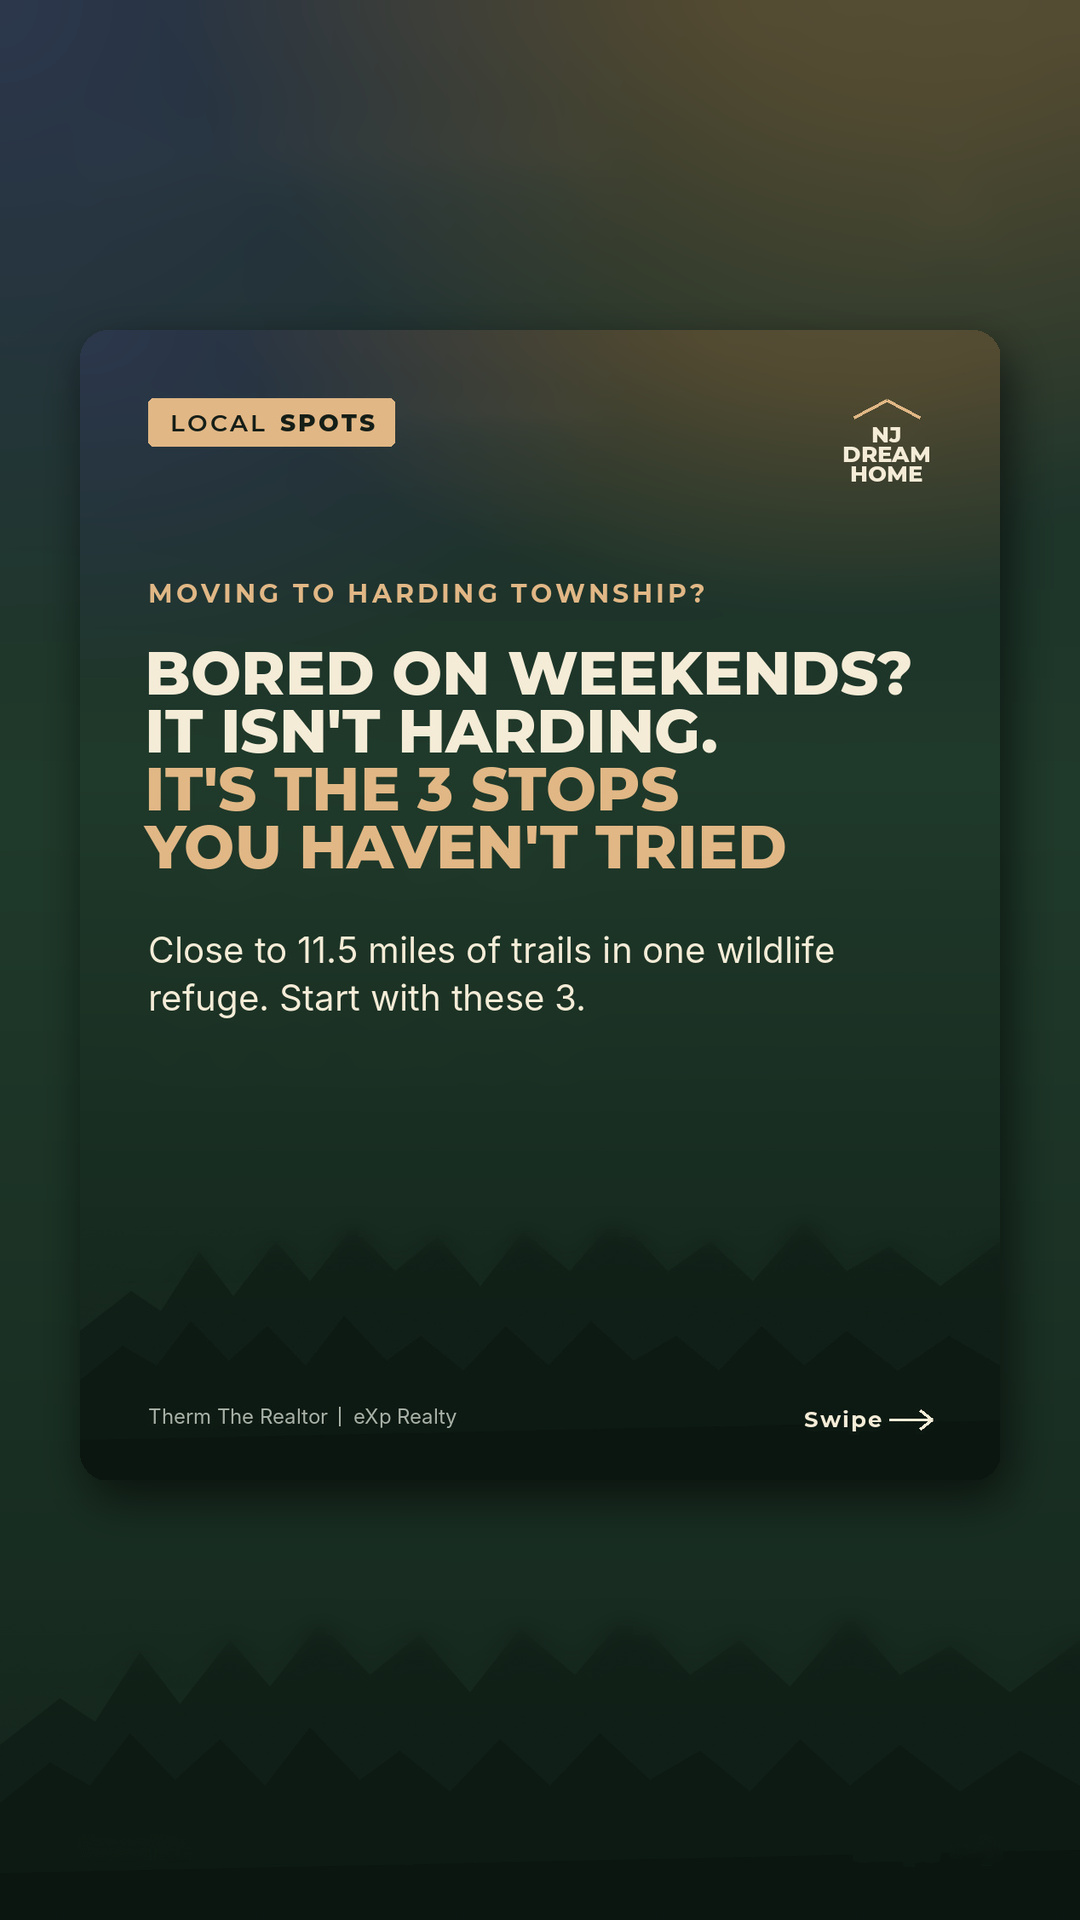 LOCAL SPOTS
NJ
DREAM
HOME
MOVING TO HARDING TOWNSHIP?
BORED ON WEEKENDS?
IT ISN'T HARDING.
IT'S THE 3 STOPS
YOU HAVEN'T TRIED
Close to 11.5 miles of trails in one wildlife
refuge. Start with these 3.
Therm The Realtor | eXp Realty
Swipe